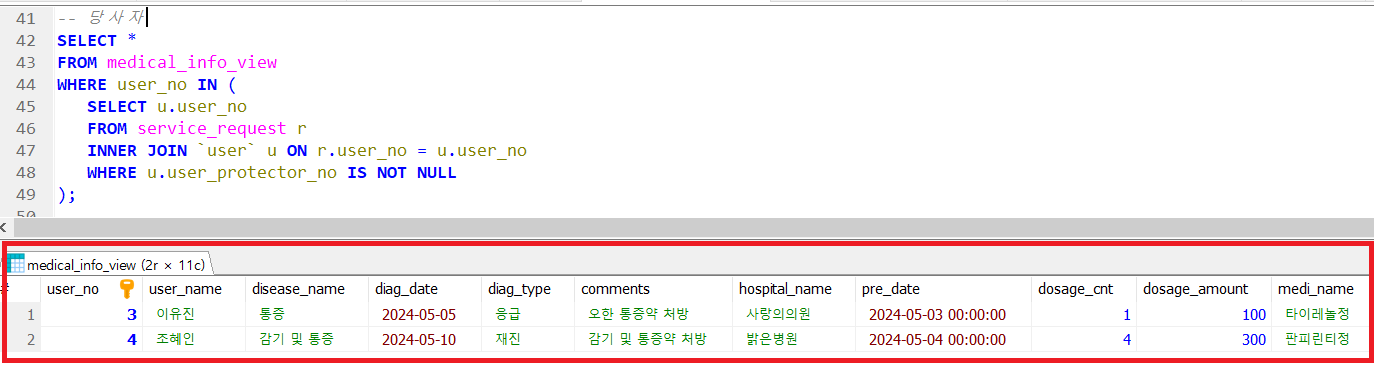 41 -- 당사자
42 SELECT *
43 FROM medical_info_view
44 WHERE user_no IN (
45 SELECT u.user_no
46 FROM service_request r
47 INNER JOIN `user` u ON r.user_no = u.user_no
48 WHERE u.user_protector_no IS NOT NULL
49 );
50
medical_info_view (2r × 11c)
# user_no user_name disease_name diag_date diag_type comments hospital_name pre_date dosage_cnt dosage_amount medi_name
1 3 이유진 통증 2024-05-05 응급 오한 통증약 처방 사랑의의원 2024-05-03 00:00:00 1 100 타이레놀정
2 4 조혜인 감기 및 통증 2024-05-10 재진 감기 및 통증약 처방 밝은병원 2024-05-04 00:00:00 4 300 판피린티정